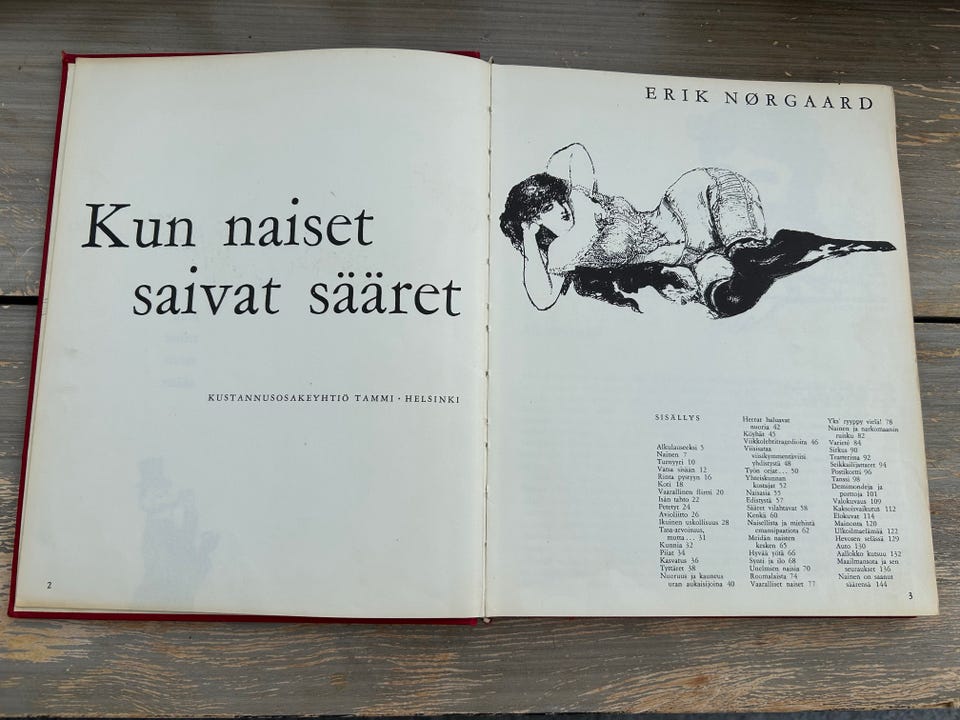 Kun naiset
saivat sääret
KUSTANNUSOSAKEYHTIÖ TAMMI · HELSINKI
2
ERIK NØRGAARD
SISÄLLYS
Alkulauseeksi 5
Nainen 7
Turnyyri 10
Vatsa sisään 12
Rinta pystyyn 16
Koti 18
Vaarallinen flirtti 20
Isän tahto 22
Petetyt 24
Avioliitto 26
Ikuinen uskollisuus 28
Tasa-arvoinen,
mutta... 31
Kunnia 32
Piiat 34
Kasvatus 36
Tyttäret 38
Nuoruus ja kauneus
uran aukaisijoina 40
Herrat haluavat
nuoria 42
Köyhät 45
Viikkolehtitragedioita 46
Viisisataa
viisikymmentäviisi
yhdistystä 48
Työn orjat... 50
Yhteiskunnan
kostajat 52
Naisasia 55
Edistystä 57
Sääret vilahtavat 58
Kenkä 60
Naisellista ja miehistä
emansipaatiota 62
Meidän naisten
kesken 65
Hyvää yötä 66
Synti ja ilo 68
Unelmien naisia 70
Roomalaista 74
Vaaralliset naiset 77
Yks' ryyppy vielä! 78
Nainen ja narkomaanin
ruisku 82
Varieté 84
Sirkus 90
Teatterina 92
Seikkailijattaret 94
Postikortti 96
Tanssi 98
Demimondeja ja
porttoja 101
Valokuvaus 109
Kaksoisvaikutus 112
Elokuvat 114
Mainonta 120
Ulkoilmaelämää 122
Hevosen selässä 129
Auto 130
Aallokko kutsuu 132
Maailmansota ja sen
seuraukset 136
Nainen on saanut
säärensä 144
3